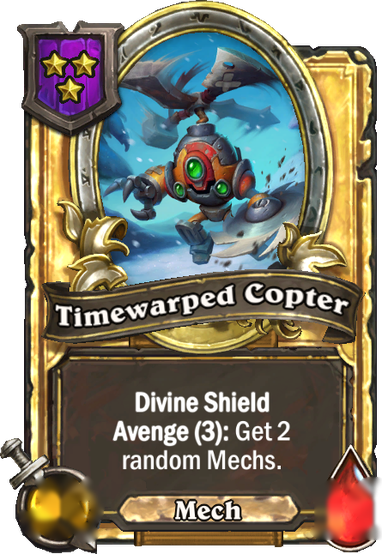 Timewarped Copter
Divine Shield
Avenge (3): Get 2
random Mechs.
Mech